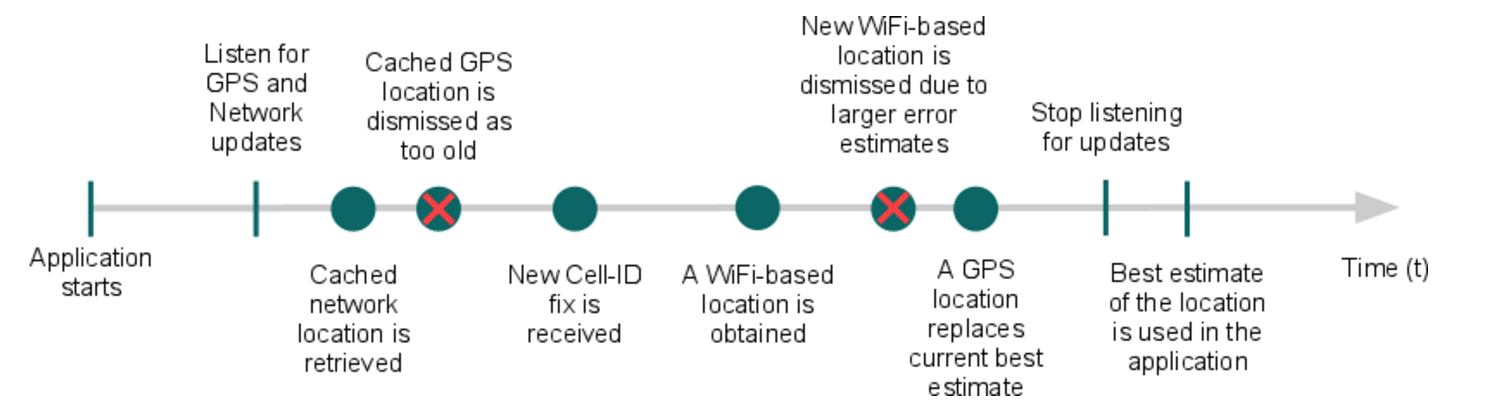 Application
starts
Listen for
GPS and
Network
updates
Cached
network
location is
retrieved
Cached GPS
location is
dismissed as
too old
New Cell-ID
fix is
received
A WiFi-based
location is
obtained
New WiFi-based
location is
dismissed due to
larger error
estimates
A GPS
location
replaces
current best
estimate
Stop listening
for updates
Best estimate
of the location
is used in the
application
Time (t)